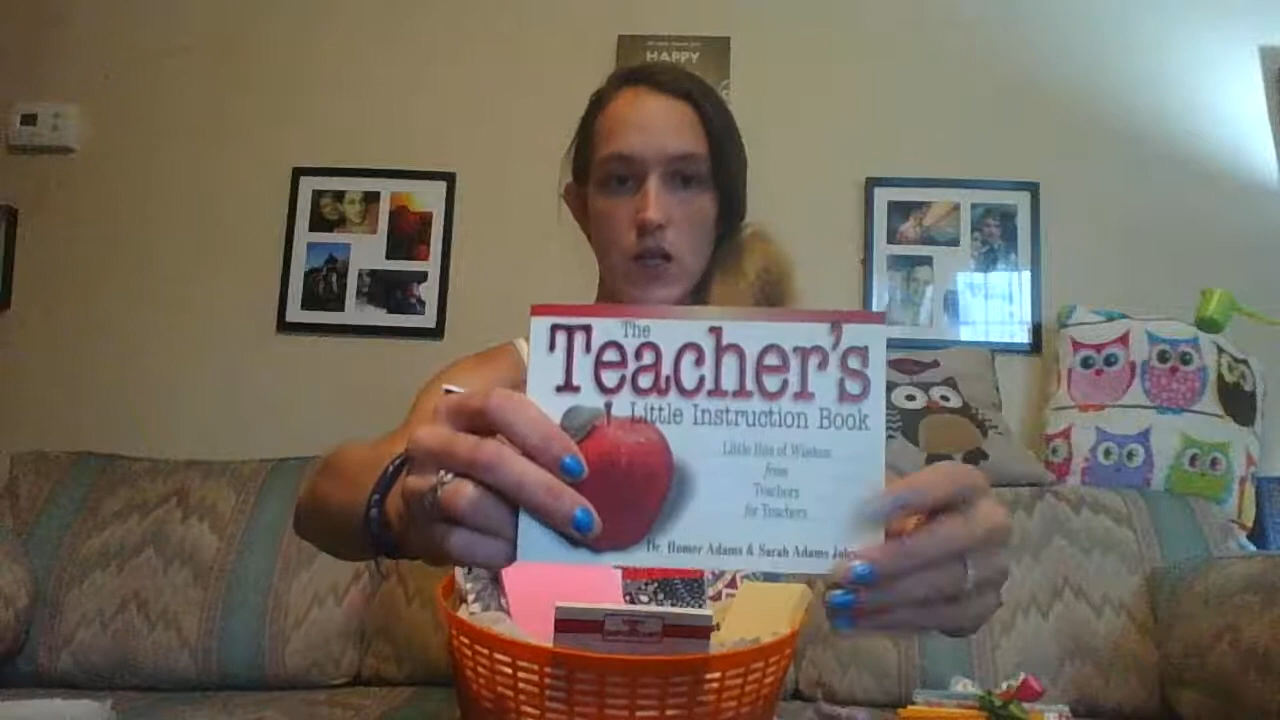 HAPPY
The
Teacher's
Little Instruction Book
Little Bits of Wisdom
from
Teachers
for Teachers
Dr. Homer Adams & Sarah Adams